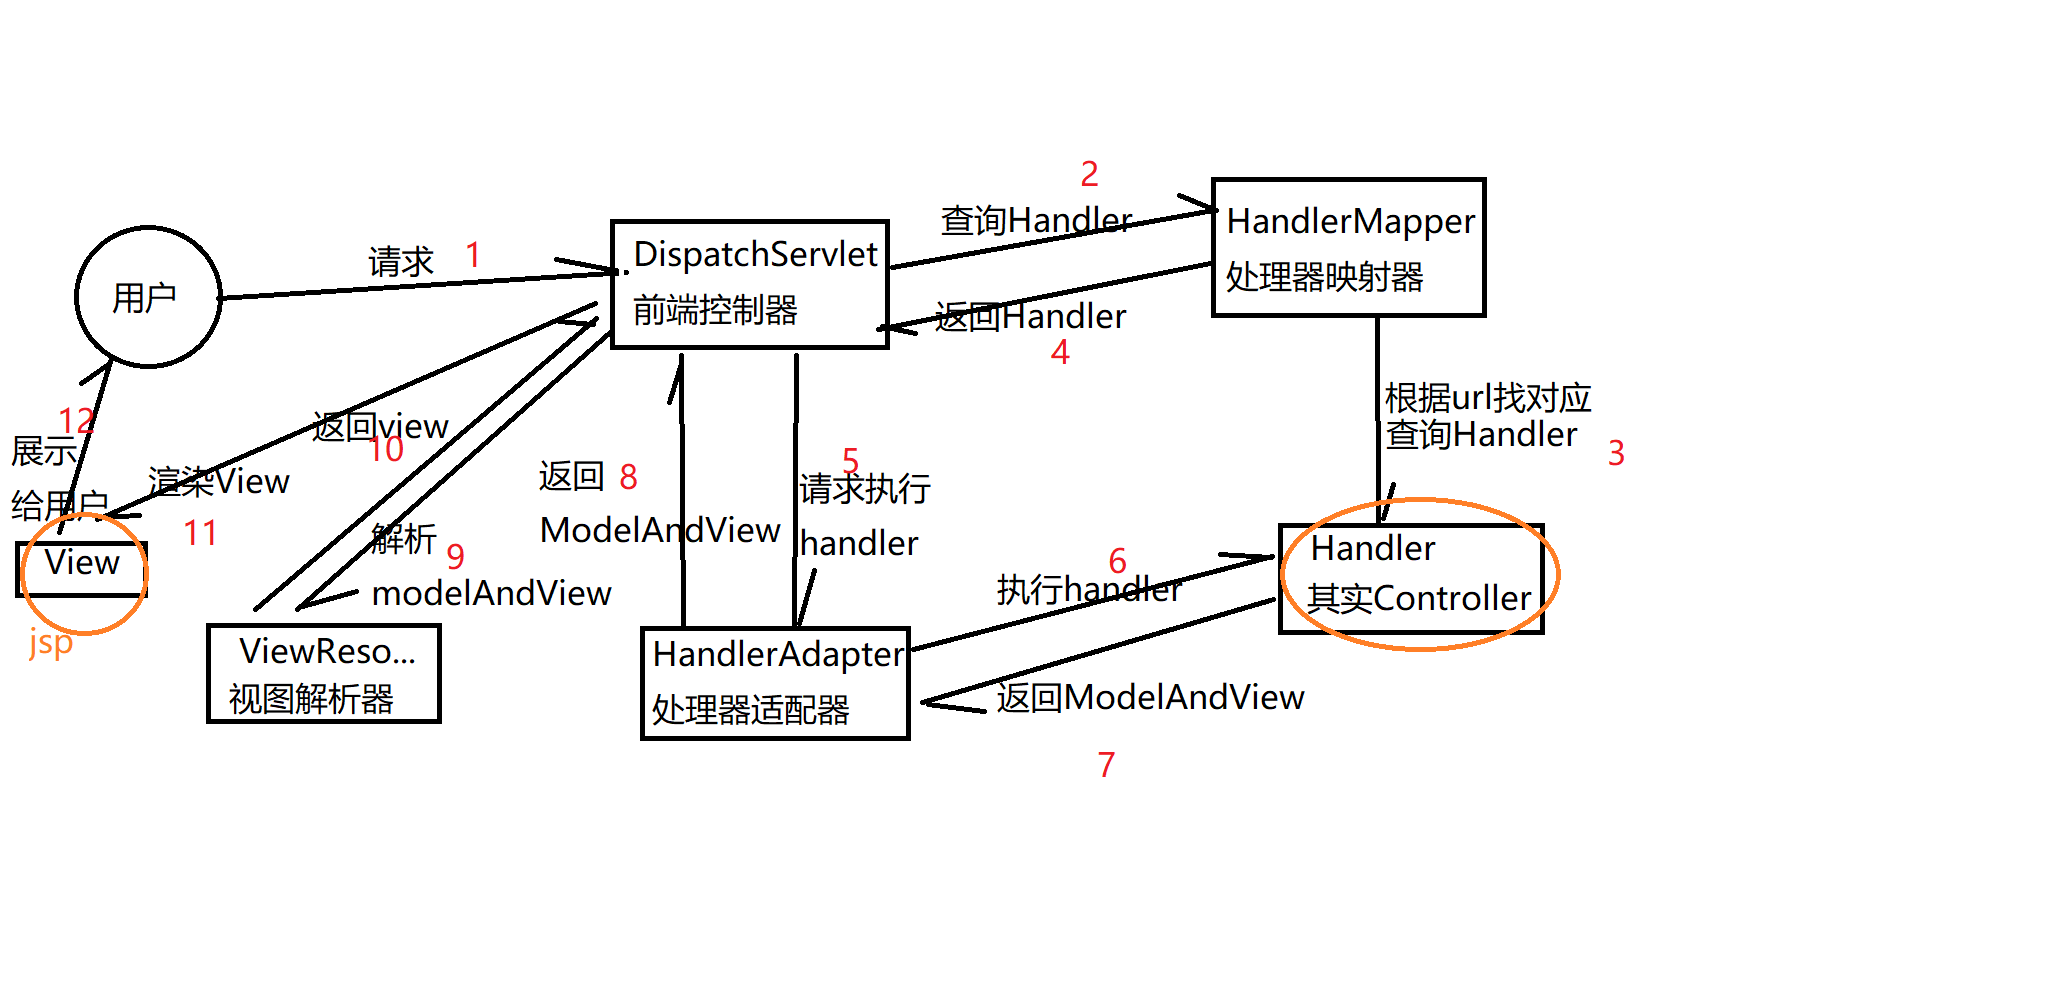 用户
请求
1
DispatchServlet
前端控制器
2
查询Handler
返回Handler
4
HandlerMapper
处理器映射器
根据url找对应
查询Handler
3
Handler
其实Controller
5
请求执行
handler
6
执行handler
返回ModelAndView
7
HandlerAdapter
处理器适配器
返回
8
ModelAndView
解析
9
modelAndView
ViewReso...
视图解析器
返回view
10
渲染View
11
12
展示
给用户
View
jsp